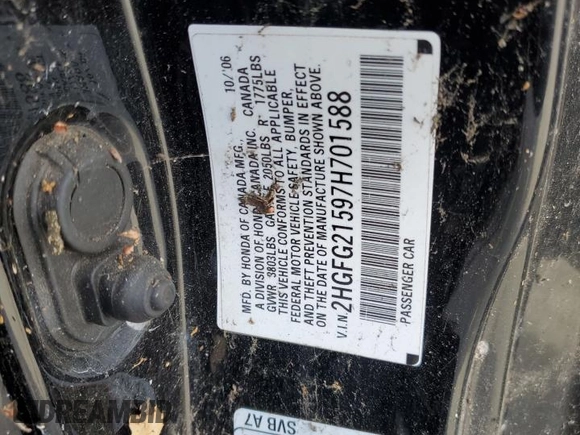 MFD. BY HONDA OF CANADA MFG. 10/'06
A DIVISION OF HONDA CANADA INC. CANADA
GVWR 3803LBS 2050LBS R' 1775LBS
THIS VEHICLE CONFORMS TO ALL APPLICABLE
FEDERAL MOTOR VEHICLE SAFETY, BUMPER,
AND THEFT PREVENTION STANDARDS IN EFFECT
ON THE DATE OF MANUFACTURE SHOWN ABOVE.
V.I.N. 2HGFG21597H701588
PASSENGER CAR
SVB A7
DREAMBID